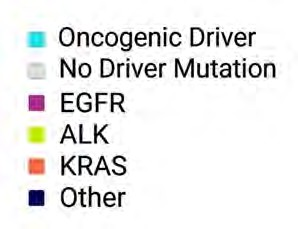 Oncogenic Driver
No Driver Mutation
EGFR
ALK
KRAS
Other